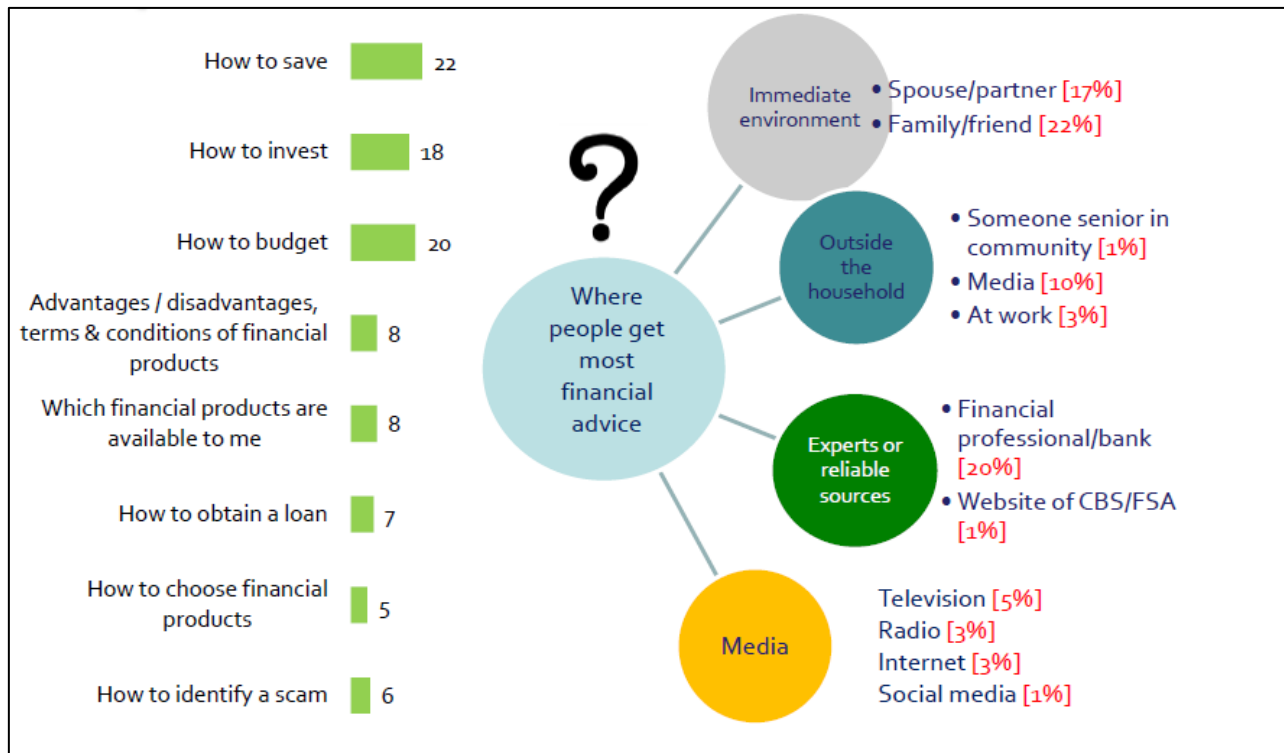 How to save
22
How to invest
18
How to budget
20
Advantages / disadvantages,
terms & conditions of financial
products
8
Which financial products are
available to me
8
How to obtain a loan
7
How to choose financial
products
5
How to identify a scam
6
?
Where
people get
most
financial
advice
Immediate
environment
• Spouse/partner [17%]
• Family/friend [22%]
Outside
the
household
• Someone senior in
community [1%]
• Media [10%]
• At work [3%]
Experts or
reliable
sources
• Financial
professional/bank
[20%]
• Website of CBS/FSA
[1%]
Media
Television [5%]
Radio [3%]
Internet [3%]
Social media [1%]